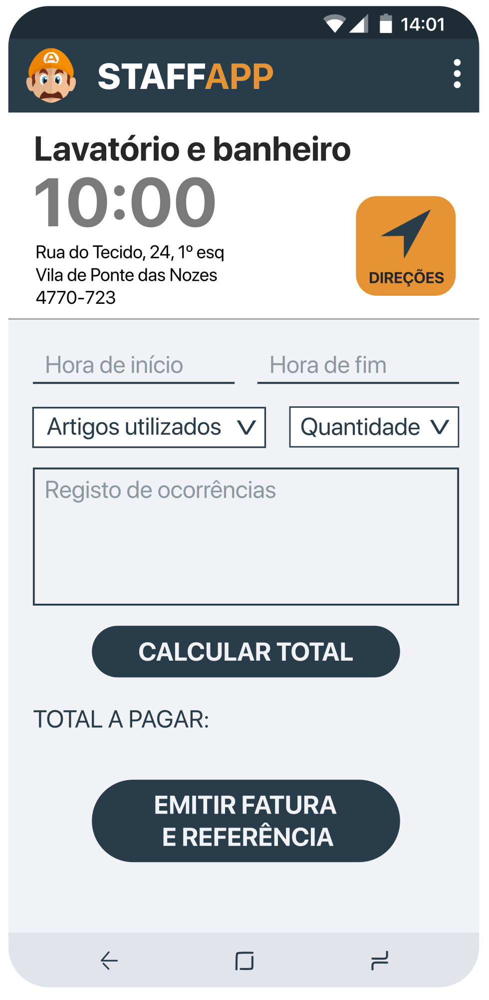 14:01
A
STAFFAPP
Lavatório e banheiro
10:00
Rua do Tecido, 24, 1º esq
Vila de Ponte das Nozes
4770-723
DIREÇÕES
Hora de início
Hora de fim
Artigos utilizados
Quantidade
Registo de ocorrências
CALCULAR TOTAL
TOTAL A PAGAR:
EMITIR FATURA
E REFERÊNCIA